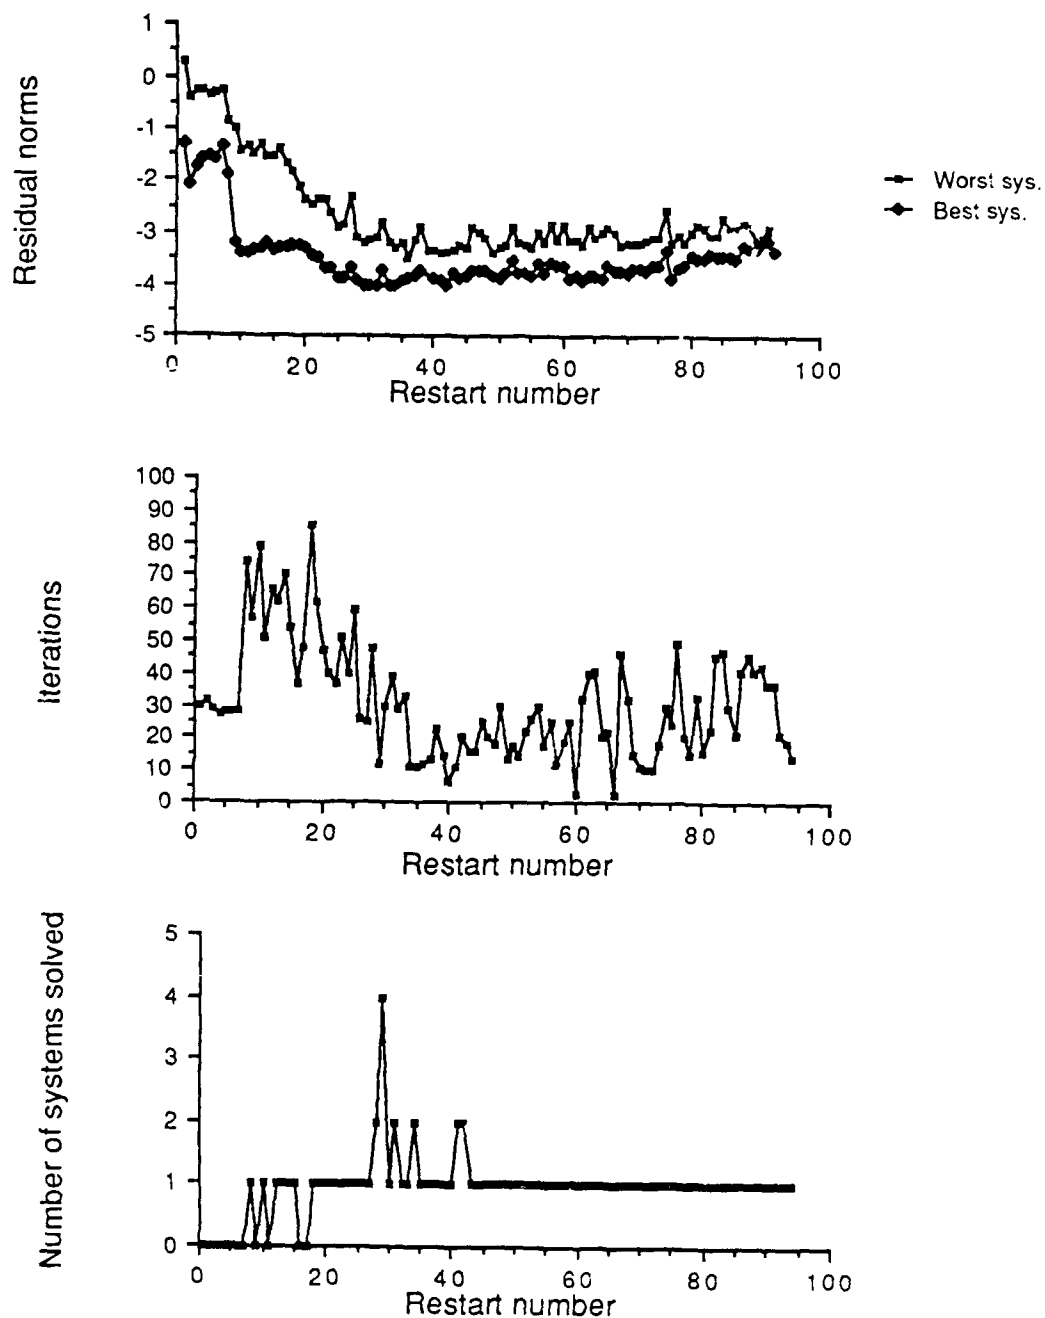 1
0
-1
-2
-3
-4
-5
Residual norms
0 20 40 60 80 100
Restart number
Worst sys.
Best sys.
100
90
80
70
60
50
40
30
20
10
0
Iterations
0 20 40 60 80 100
Restart number
5
4
3
2
1
0
Number of systems solved
0 20 40 60 80 100
Restart number